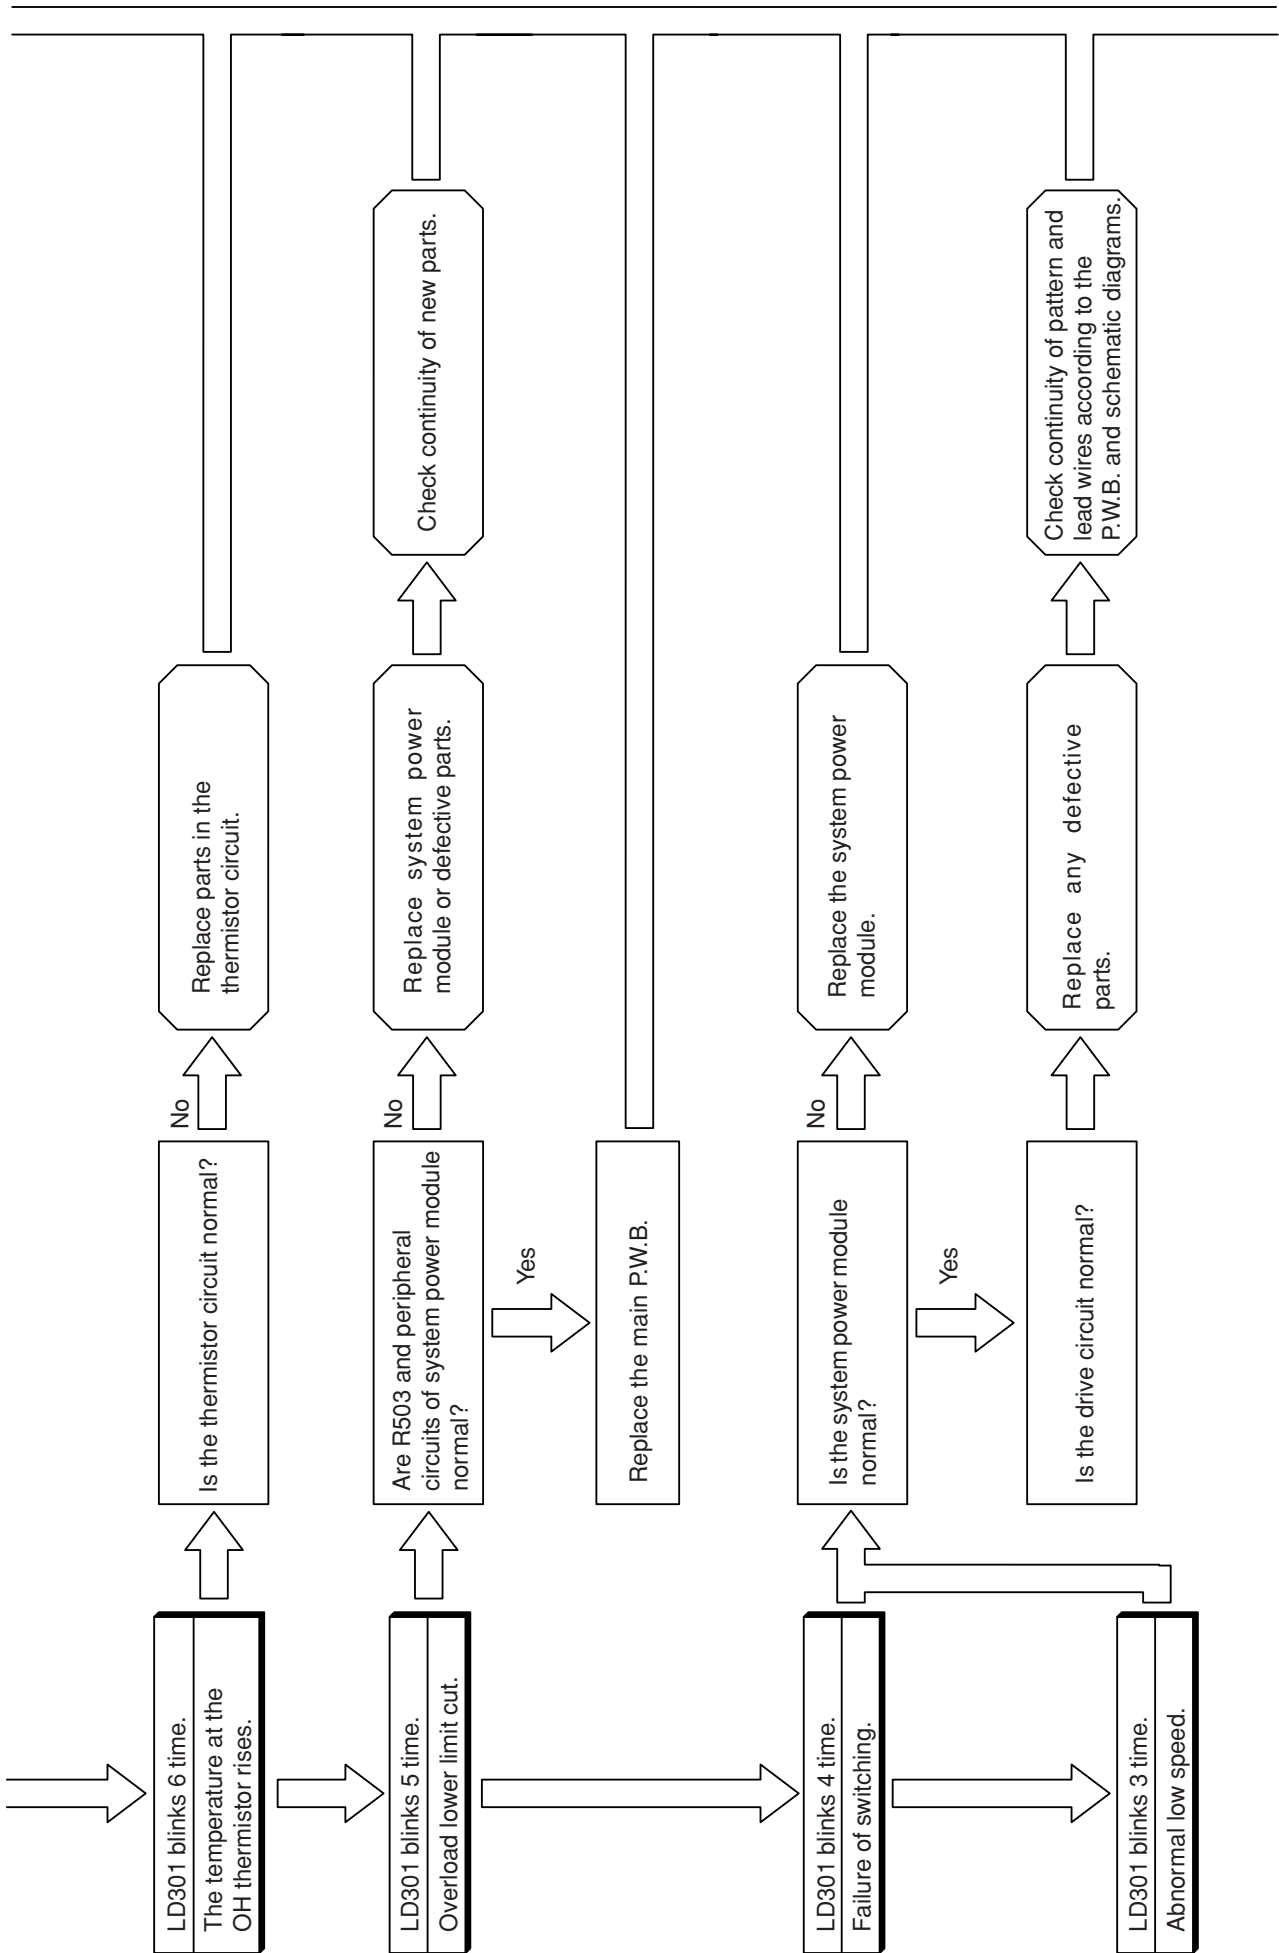 LD301 blinks 6 time.
The temperature at the
OH thermistor rises.
Is the thermistor circuit normal?
No
Replace parts in the
thermistor circuit.
LD301 blinks 5 time.
Overload lower limit cut.
Are R503 and peripheral
circuits of system power module
normal?
No
Replace system power
module or defective parts.
Check continuity of new parts.
Yes
Replace the main P.W.B.
LD301 blinks 4 time.
Failure of switching.
Is the system power module
normal?
No
Replace the system power
module.
Yes
LD301 blinks 3 time.
Abnormal low speed.
Is the drive circuit normal?
Replace any defective
parts.
Check continuity of pattern and
lead wires according to the
P.W.B. and schematic diagrams.